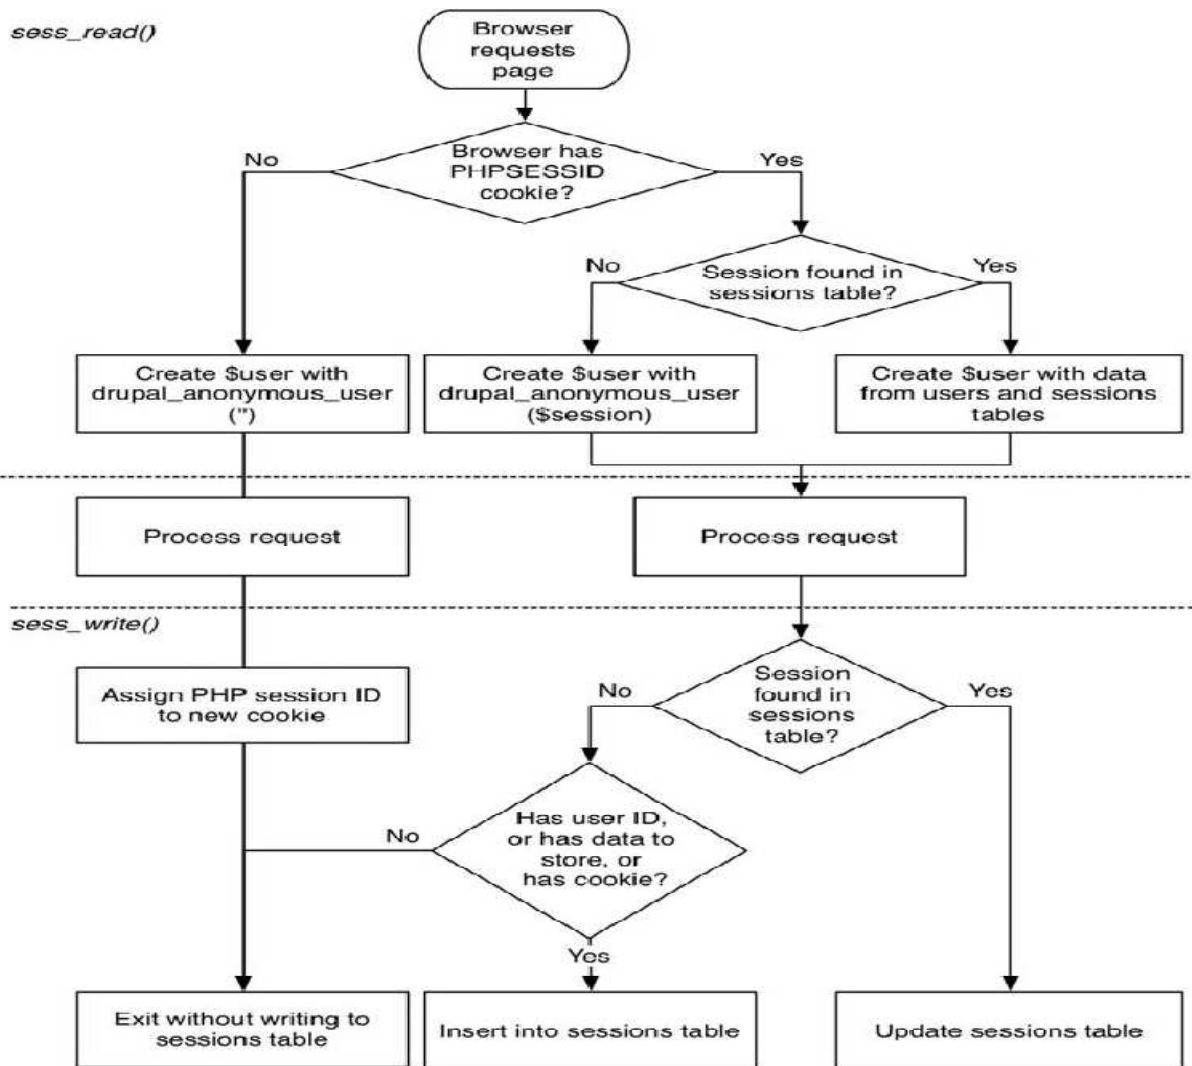 sess_read()
Browser
requests
page
Browser has
PHPSESSID
cookie?
No
Yes
Session found in
sessions table?
No
Yes
Create $user with
drupal_anonymous_user
('')
Create $user with
drupal_anonymous_user
($session)
Create $user with data
from users and sessions
tables
Process request
Process request
sess_write()
Assign PHP session ID
to new cookie
Session
found in
sessions
table?
No
Yes
Has user ID,
or has data to
store, or
has cookie?
No
Yes
Exit without writing to
sessions table
Insert into sessions table
Update sessions table